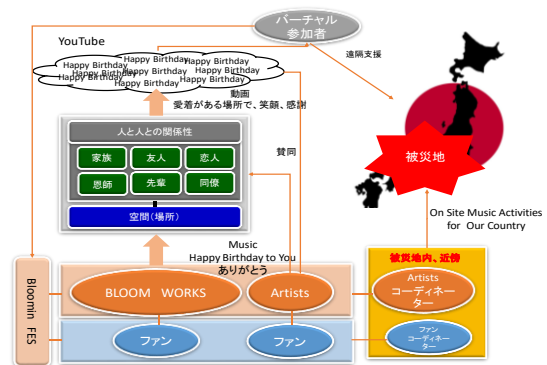 バーチャル
参加者
YouTube
Happy Birthday
Happy Birthday Happy Birthday
Happy Birthday
Happy Birthday Happy Birthday
Happy Birthday
Happy Birthday
遠隔支援
動画
愛着がある場所で、笑顔、感謝
人と人との関係性
家族
友人
恋人
恩師
先輩
同僚
空間(場所)
賛同
被災地
On Site Music Activities
for Our Country
Music
Happy Birthday to You
ありがとう
被災地内、近傍
Bloomin FES
BLOOM WORKS
Artists
Artists
コーディネー
ター
ファン
ファン
ファン
コーディネー
ター